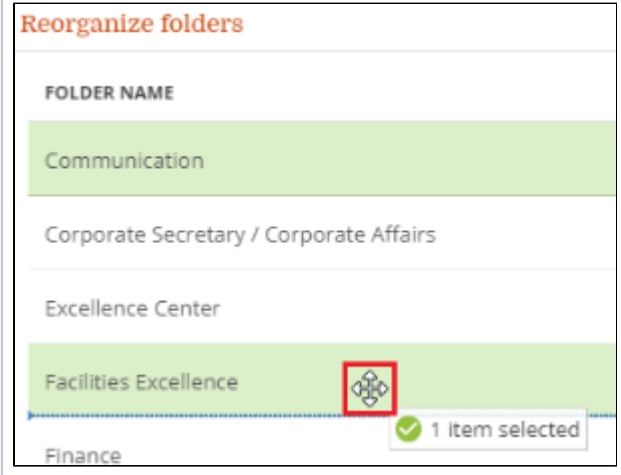 Reorganize folders
FOLDER NAME
Communication
Corporate Secretary / Corporate Affairs
Excellence Center
Facilities Excellence
1 item selected
Finance